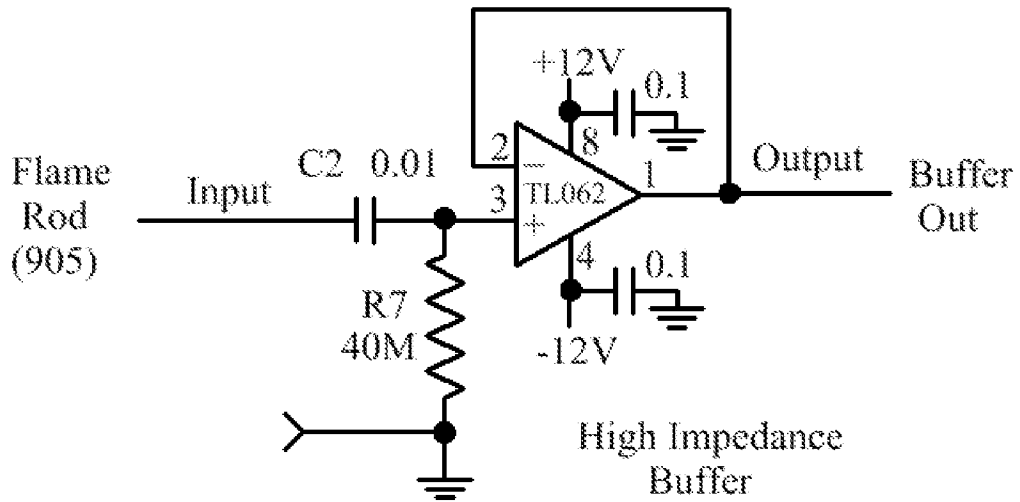 +12V
0.1
8
2
−
C2 0.01
Flame
Rod
(905)
Input
3
+
TL062
1
Output
Buffer
Out
4
0.1
R7
40M
-12V
High Impedance
Buffer